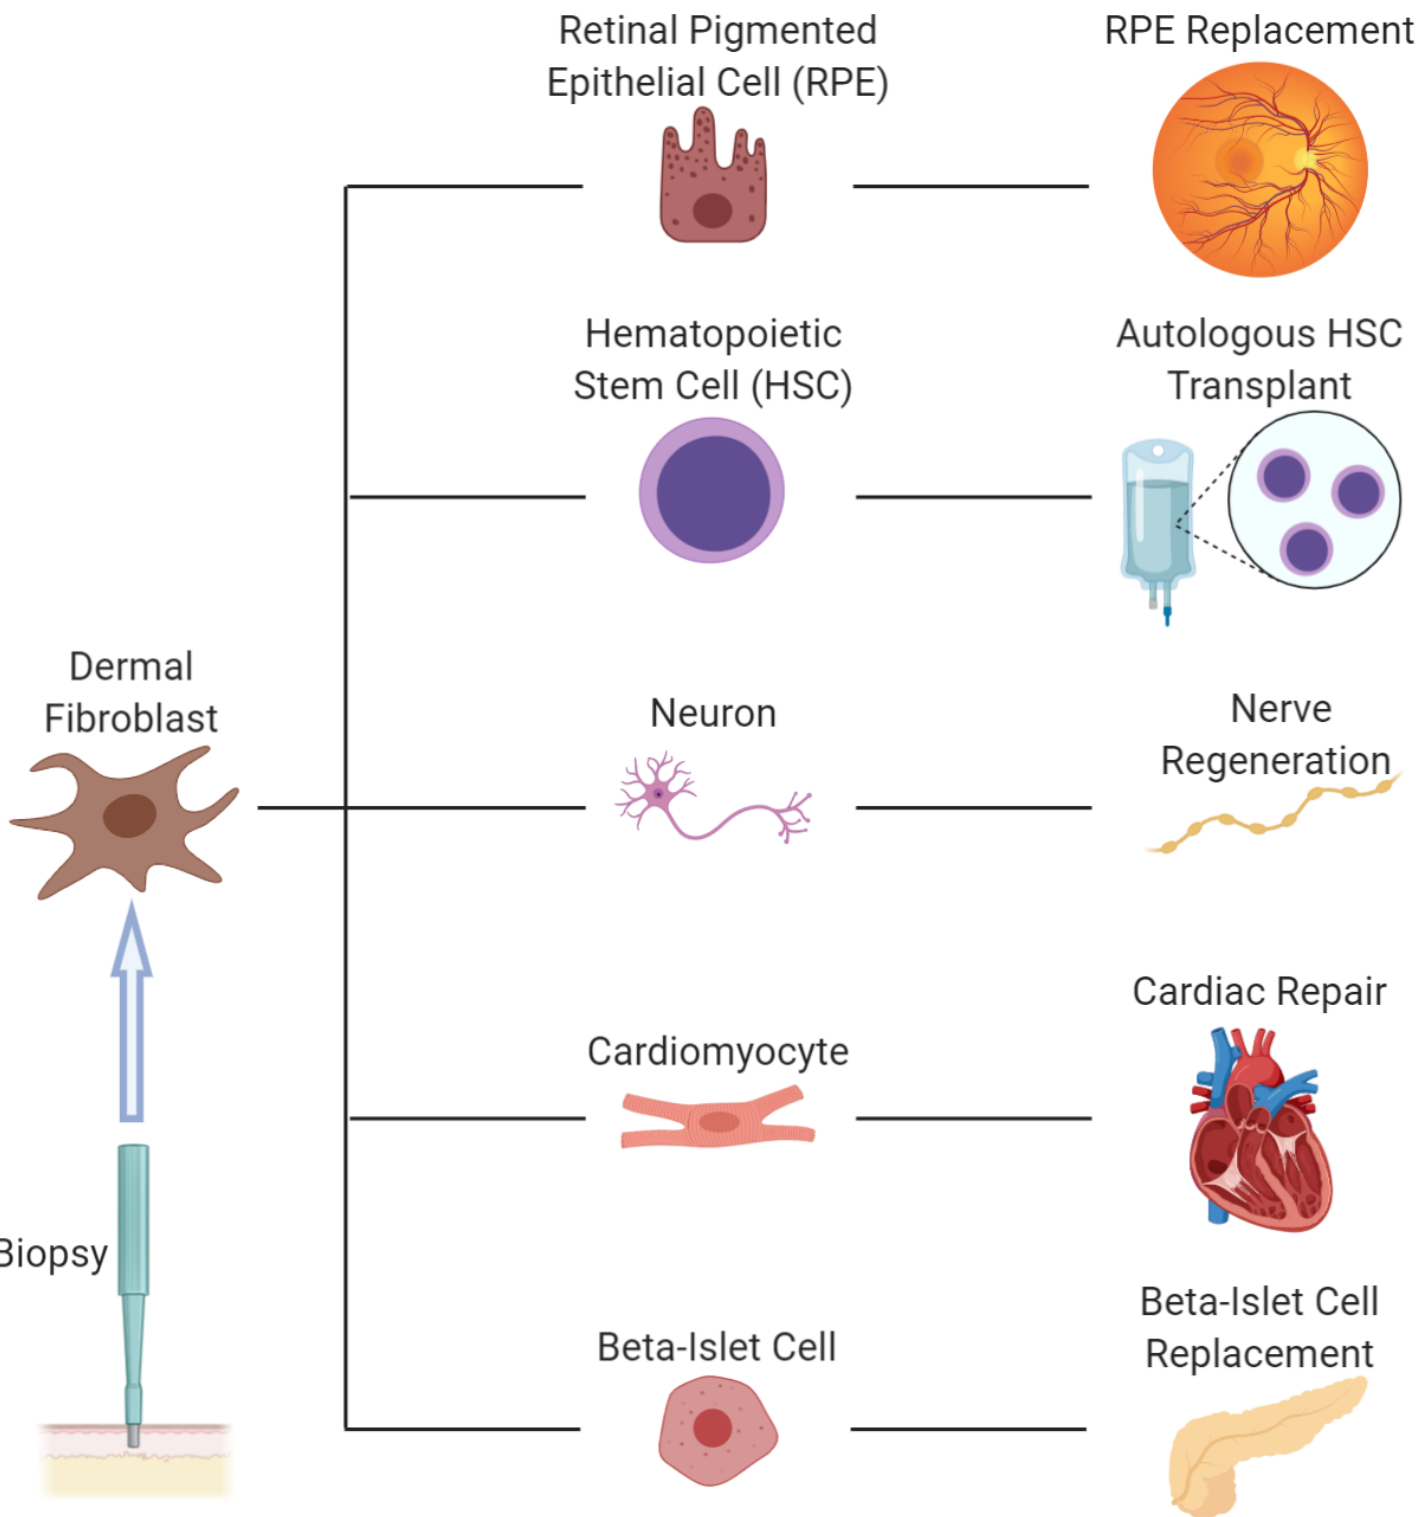 Retinal Pigmented
Epithelial Cell (RPE)
RPE Replacement
Hematopoietic
Stem Cell (HSC)
Autologous HSC
Transplant
Dermal
Fibroblast
Neuron
Nerve
Regeneration
Cardiomyocyte
Cardiac Repair
Biopsy
Beta-Islet Cell
Beta-Islet Cell
Replacement